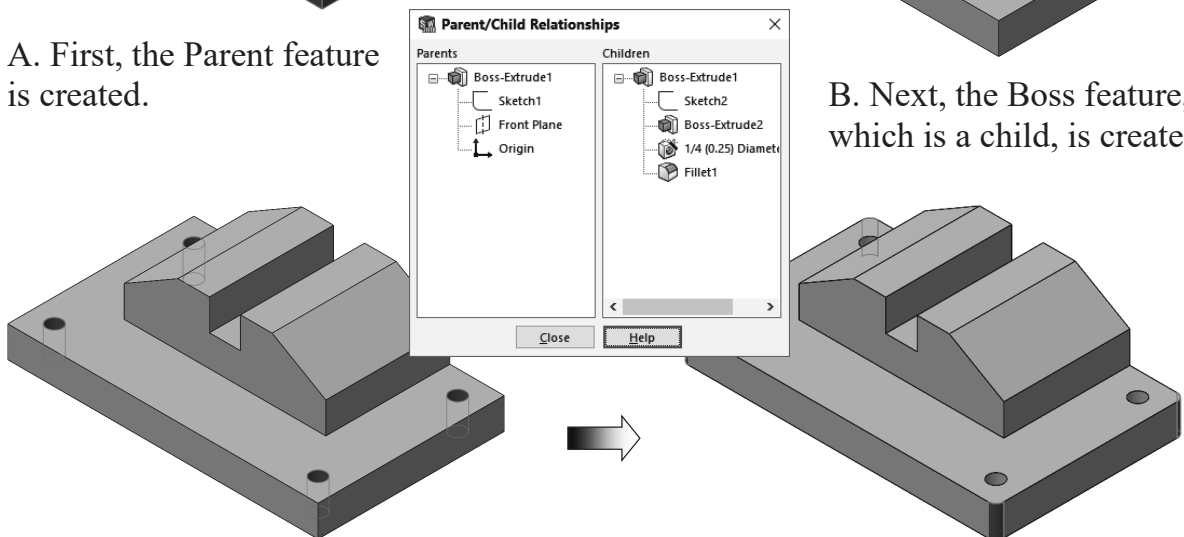 A. First, the Parent feature
is created.
Parent/Child Relationships
Parents
Boss-Extrude1
Sketch1
Front Plane
Origin
Children
Boss-Extrude1
Sketch2
Boss-Extrude2
1/4 (0.25) Diamete
Fillet1
Close
Help
B. Next, the Boss feature,
which is a child, is create